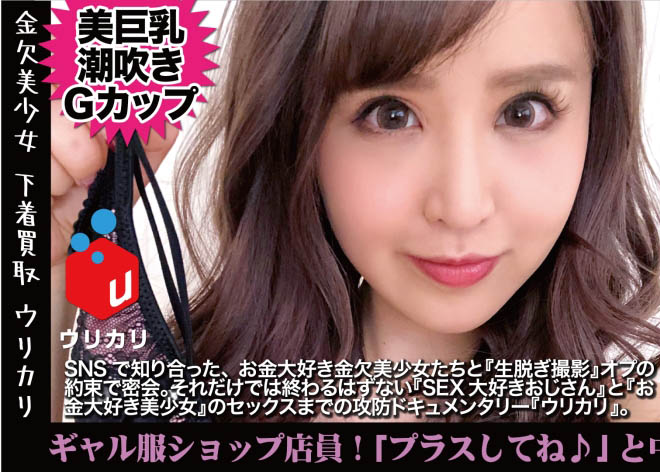 金欠美少女 下着買取 ウリカリ
美巨乳
潮吹き
Gカップ
u
ウリカリ
SNSで知り合った、お金大好き金欠美少女たちと『生脱ぎ撮影』オプの
約束で密会。それだけでは終わるはずない『SEX大好きおじさん』と『お
金大好き美少女』のセックスまでの攻防ドキュメンタリー『ウリカリ』。
ギャル服ショップ店員！「プラスしてね♪」と